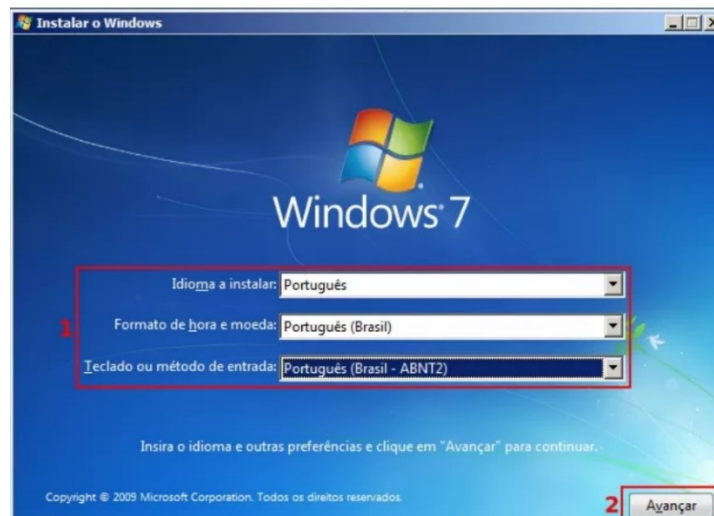 Instalar o Windows
Windows 7
Idioma a instalar: Português
1
Formato de hora e moeda: Português (Brasil)
Teclado ou método de entrada: Português (Brasil - ABNT2)
Insira o idioma e outras preferências e clique em "Avançar" para continuar.
Copyright © 2009 Microsoft Corporation. Todos os direitos reservados.
2 Avançar